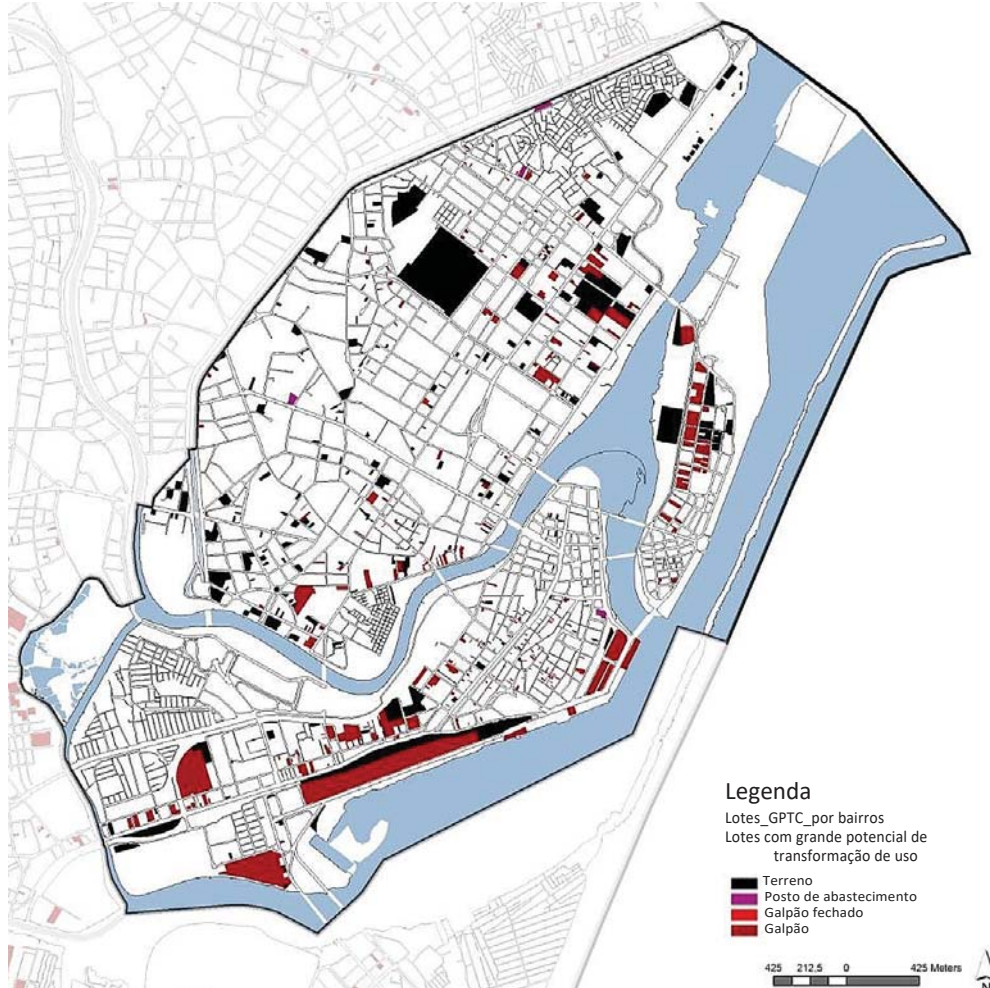 Legenda
Lotes_GPTC_por bairros
Lotes com grande potencial de
transformação de uso
Terreno
Posto de abastecimento
Galpão fechado
Galpão
425 212,5 0 425 Meters
N